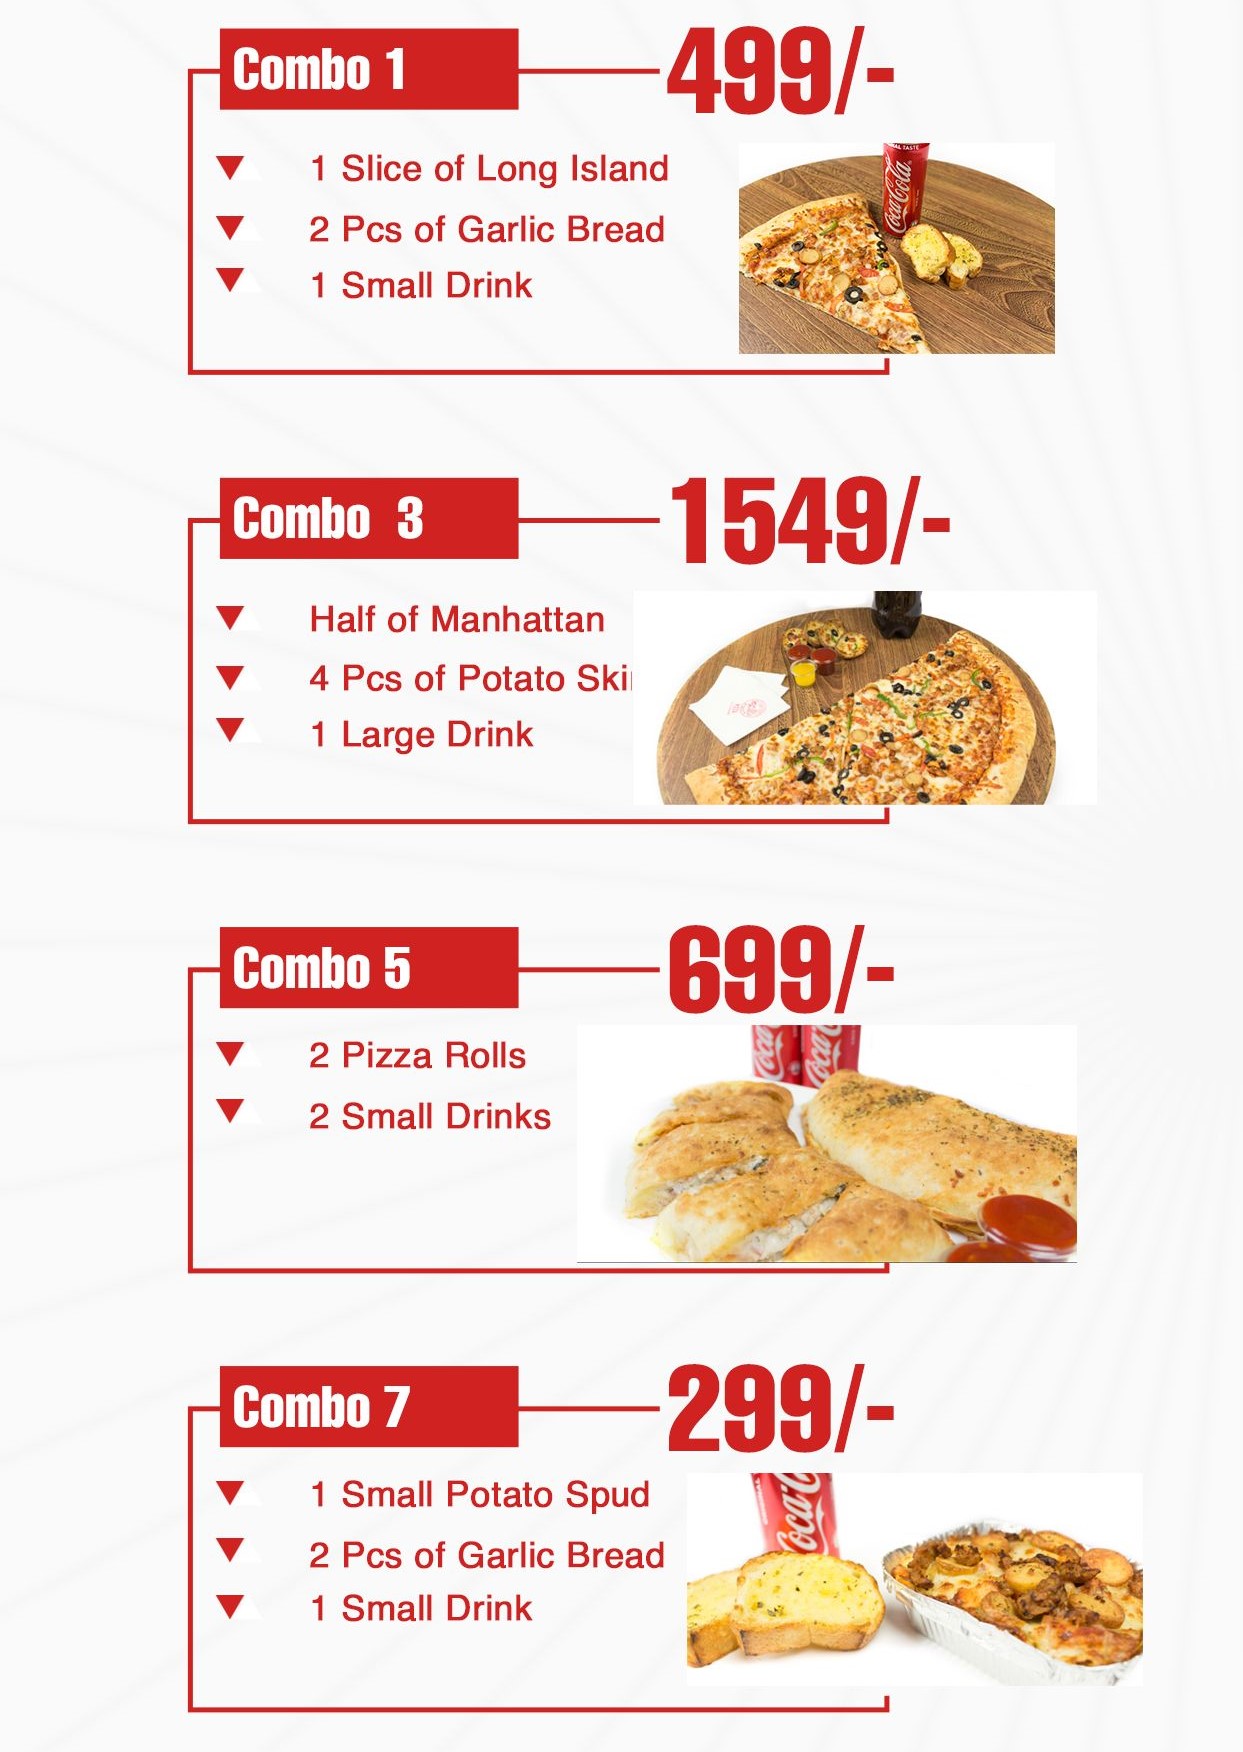 Combo 1
499/-
1 Slice of Long Island
2 Pcs of Garlic Bread
1 Small Drink
Coca-Cola
Combo 3
1549/-
Half of Manhattan
4 Pcs of Potato
1 Large Drink
Combo 5
699/-
2 Pizza Rolls
2 Small Drinks
Combo 7
299/-
1 Small Potato Spud
2 Pcs of Garlic Bread
1 Small Drink